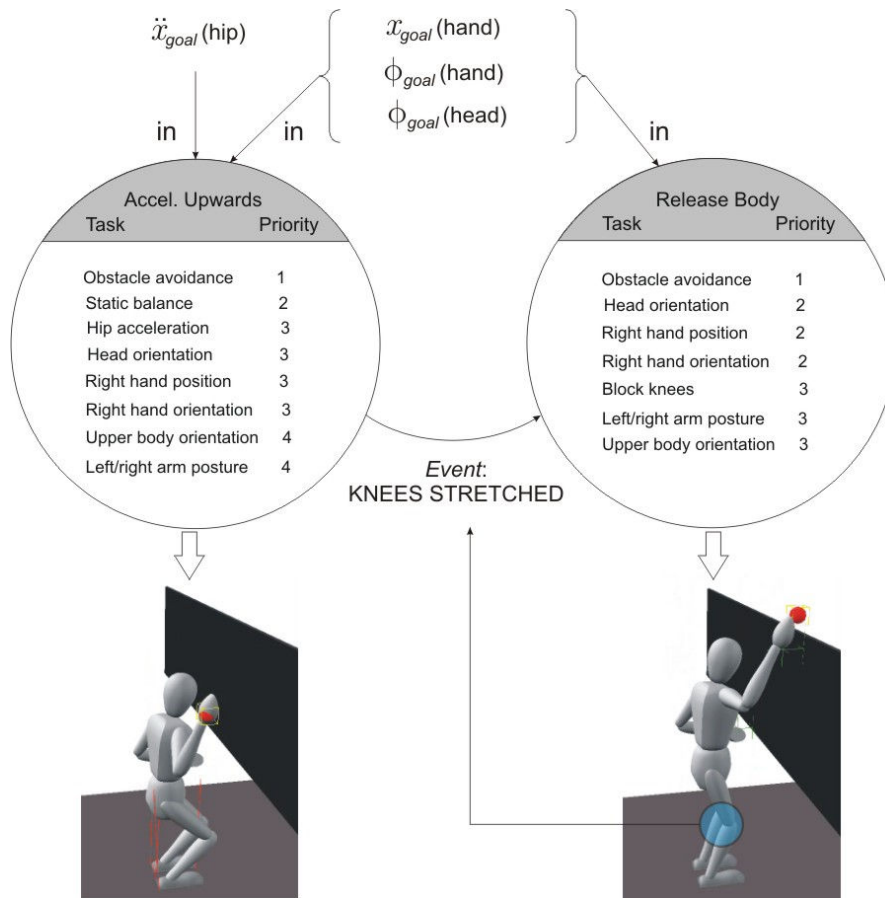 ẍgoal (hip)
xgoal (hand)
ϕgoal (hand)
ϕgoal (head)
in
in
in
Accel. Upwards
Task Priority
Obstacle avoidance 1
Static balance 2
Hip acceleration 3
Head orientation 3
Right hand position 3
Right hand orientation 3
Upper body orientation 4
Left/right arm posture 4
Release Body
Task Priority
Obstacle avoidance 1
Head orientation 2
Right hand position 2
Right hand orientation 2
Block knees 3
Left/right arm posture 3
Upper body orientation 3
Event:
KNEES STRETCHED